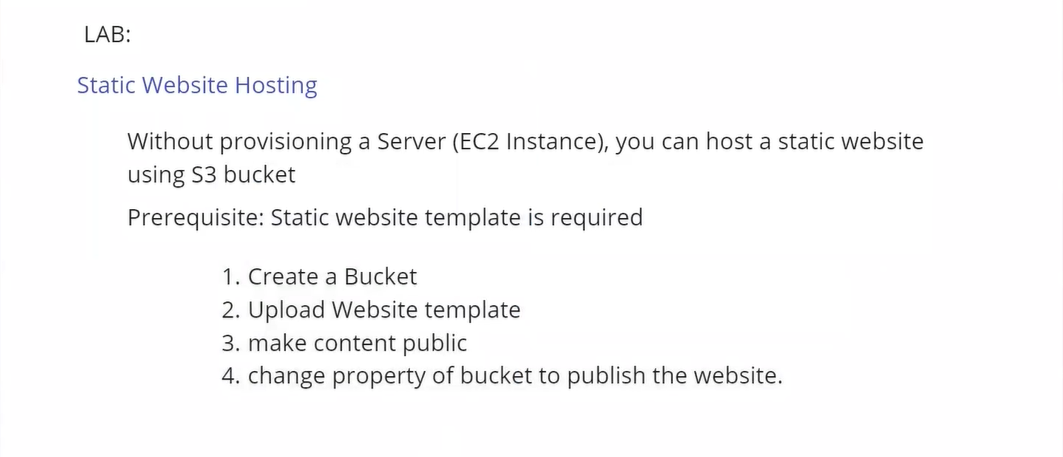 LAB:
Static Website Hosting
Without provisioning a Server (EC2 Instance), you can host a static website
using S3 bucket
Prerequisite: Static website template is required
1. Create a Bucket
2. Upload Website template
3. make content public
4. change property of bucket to publish the website.